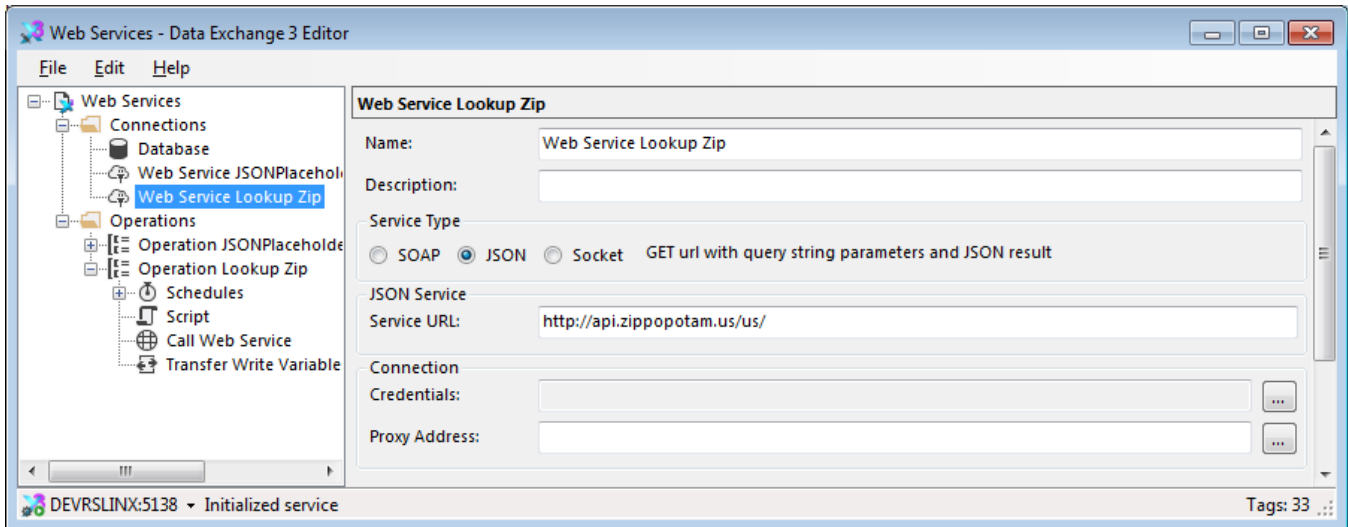 Web Services - Data Exchange 3 Editor
File Edit Help
Web Services
Connections
Database
Web Service JSONPlacehol
Web Service Lookup Zip
Operations
Operation JSONPlaceholde
Operation Lookup Zip
Schedules
Script
Call Web Service
Transfer Write Variable
Web Service Lookup Zip
Name: Web Service Lookup Zip
Description:
Service Type
SOAP JSON Socket GET url with query string parameters and JSON result
JSON Service
Service URL: http://api.zippopotam.us/us/
Connection
Credentials: ...
Proxy Address: ...
DEVRSLINX:5138 Initialized service Tags: 33